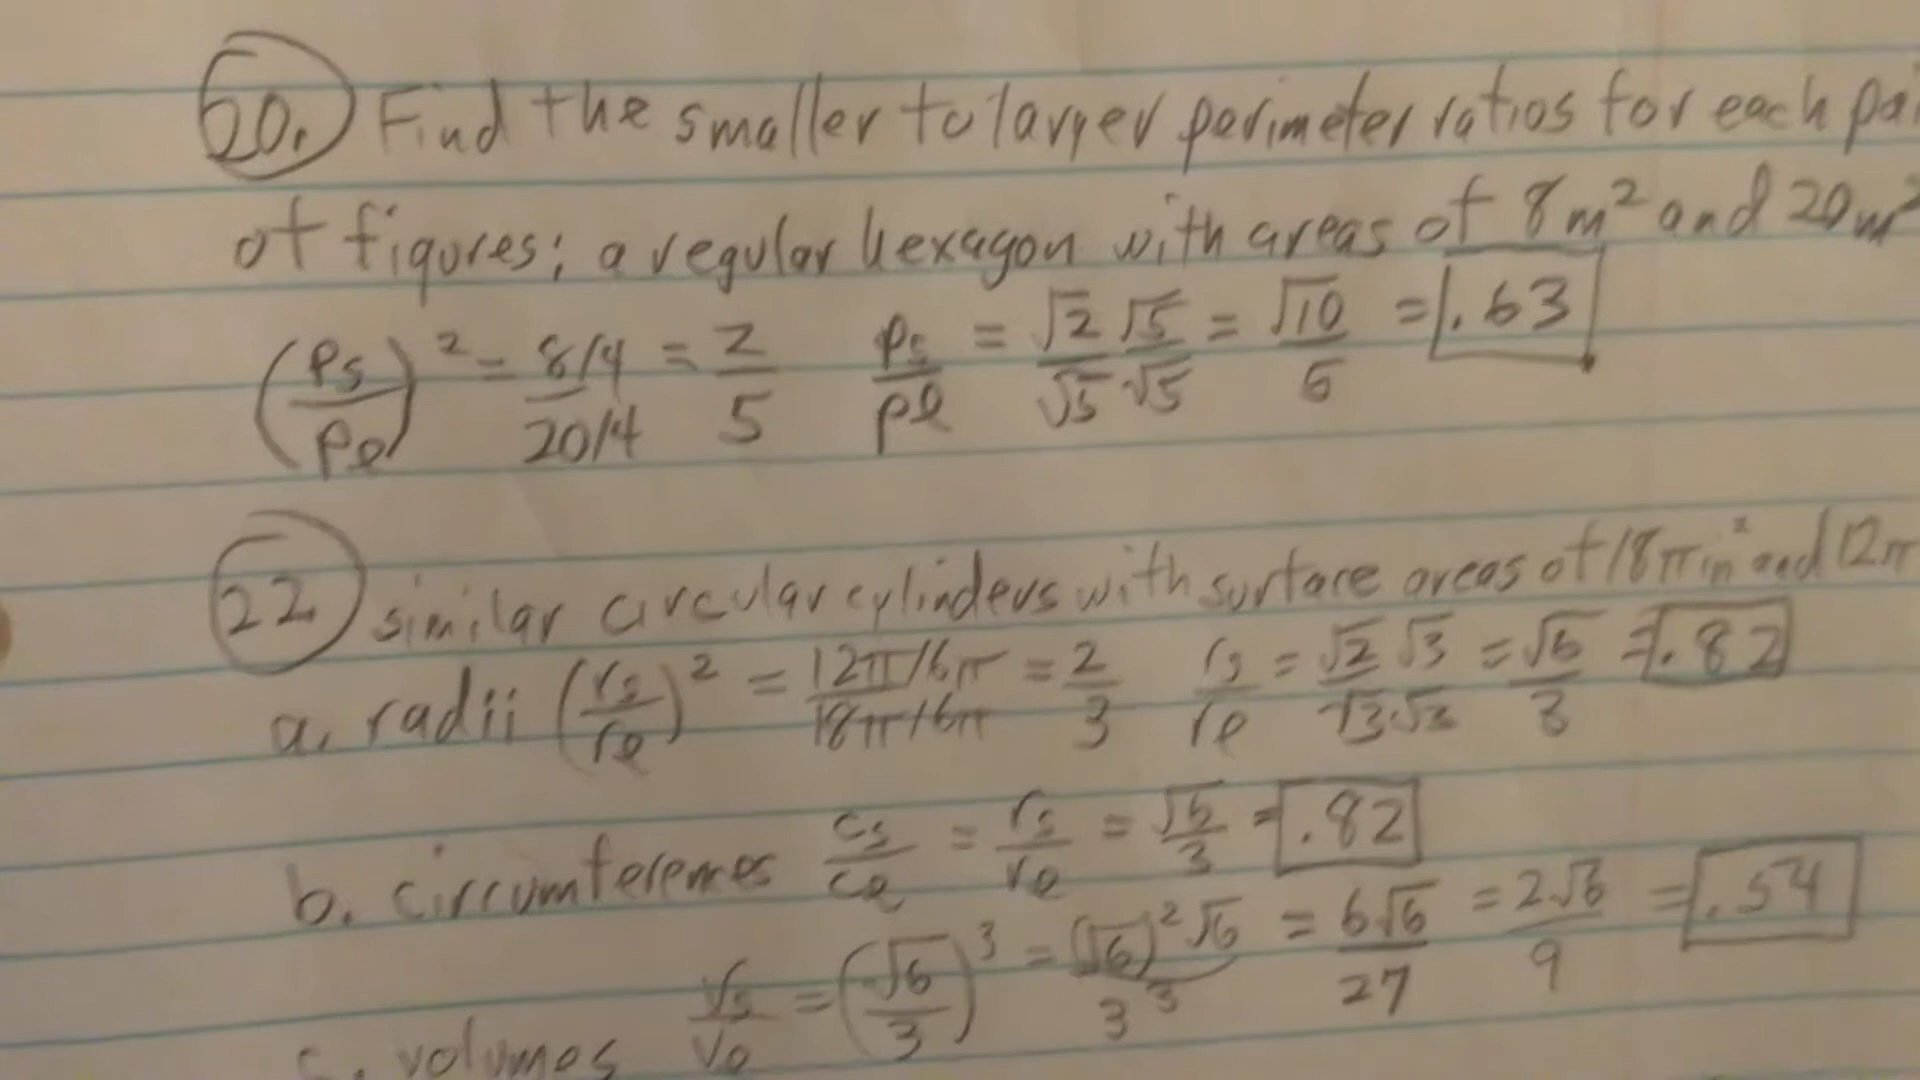 20. Find the smaller to larger perimeter ratios for each
of figures; a regular hexagon with areas of 8m² and 20m²
(Ps/Pl)² = (8/4)/(20/4) = 2/5 Ps/Pl = √2/√5 √5/√5 = √10/5 = .63
22 similar circular cylinders with surface areas of 18π in² and 12π
a. radii (rs/rl)² = (12π/6π)/(18π/6π) = 2/3 rs/rl = √2√3/√3·√3 = √6/3 = .82
b. circumferences cs/cl = rs/rl = √6/3 = .82
c. volumes Vs/Vl = (√6/3)³ = (√6)²√6/3³ = 6√6/27 = 2√6/9 = .54